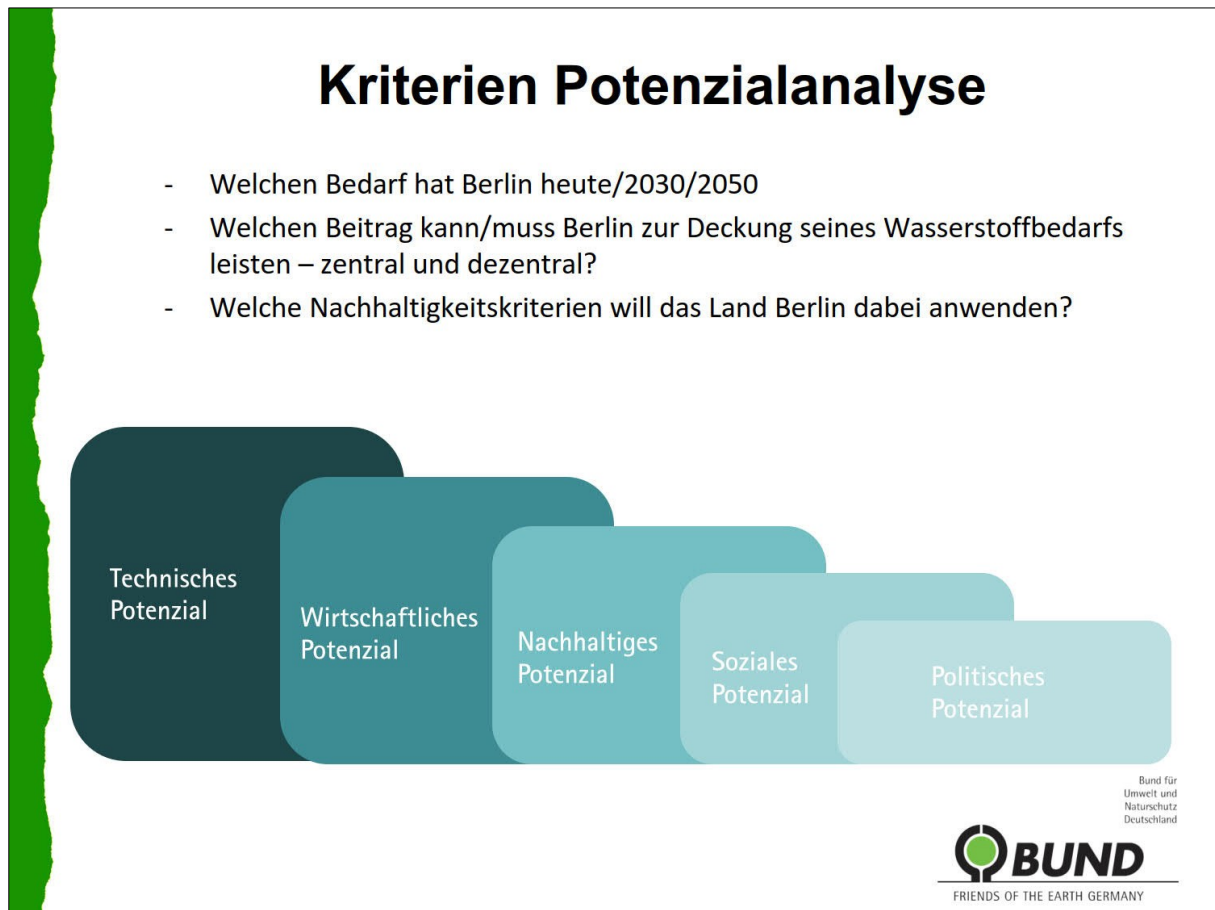 Kriterien Potenzialanalyse
- Welchen Bedarf hat Berlin heute/2030/2050
- Welchen Beitrag kann/muss Berlin zur Deckung seines Wasserstoffbedarfs
leisten – zentral und dezentral?
- Welche Nachhaltigkeitskriterien will das Land Berlin dabei anwenden?
Technisches
Potenzial
Wirtschaftliches
Potenzial
Nachhaltiges
Potenzial
Soziales
Potenzial
Politisches
Potenzial
Bund für
Umwelt und
Naturschutz
Deutschland
BUND
FRIENDS OF THE EARTH GERMANY